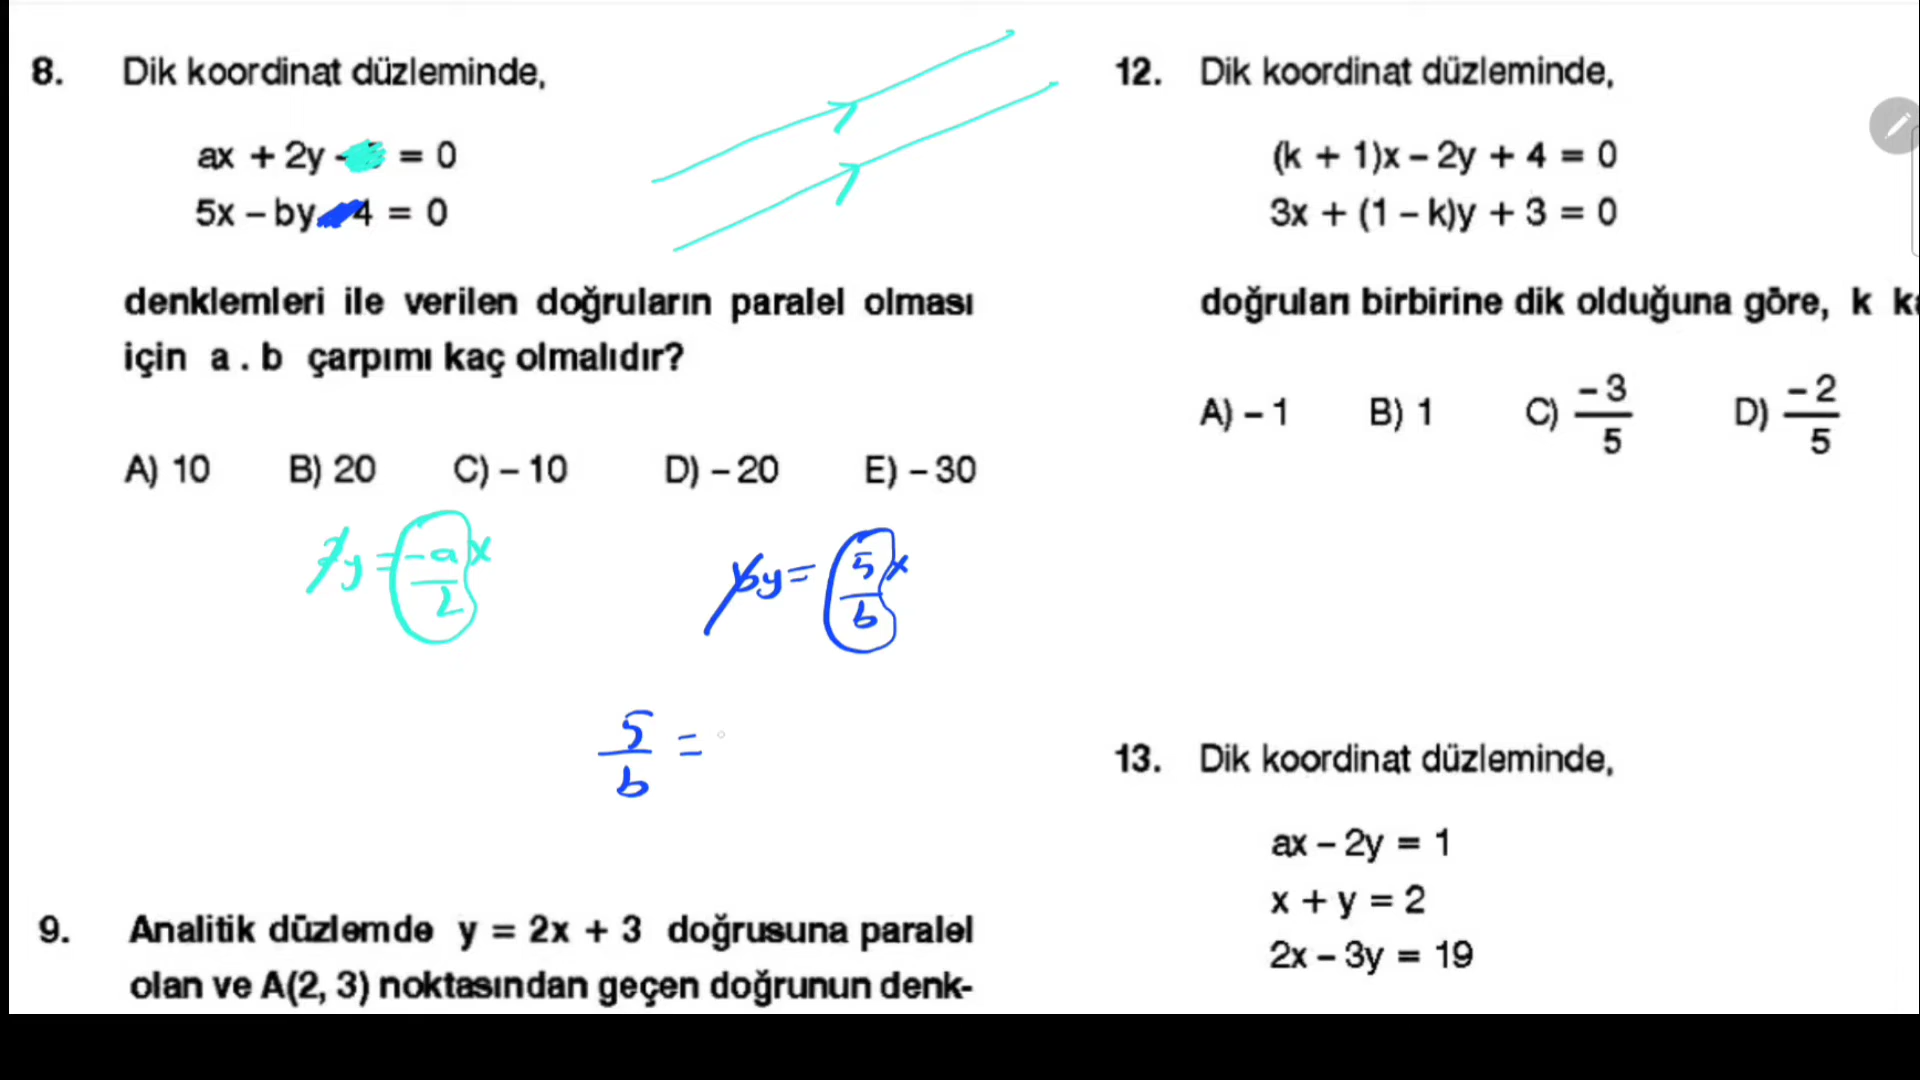 8. Dik koordinat düzleminde,
ax + 2y - = 0
5x – by 4 = 0
denklemleri ile verilen doğruların paralel olması
için a . b çarpımı kaç olmalıdır?
A) 10 B) 20 C) – 10 D) – 20 E) – 30
2y = -a/2 x
by = 5/b x
5/b =
9. Analitik düzlemde y = 2x + 3 doğrusuna paralel
olan ve A(2, 3) noktasından geçen doğrunun denk-
12. Dik koordinat düzleminde,
(k + 1)x – 2y + 4 = 0
3x + (1 – k)y + 3 = 0
doğruları birbirine dik olduğuna göre, k
A) – 1 B) 1 C) –3/5 D) –2/5
13. Dik koordinat düzleminde,
ax – 2y = 1
x + y = 2
2x – 3y = 19